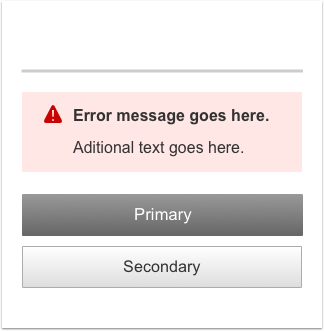 Error message goes here.
Aditional text goes here.
Primary
Secondary